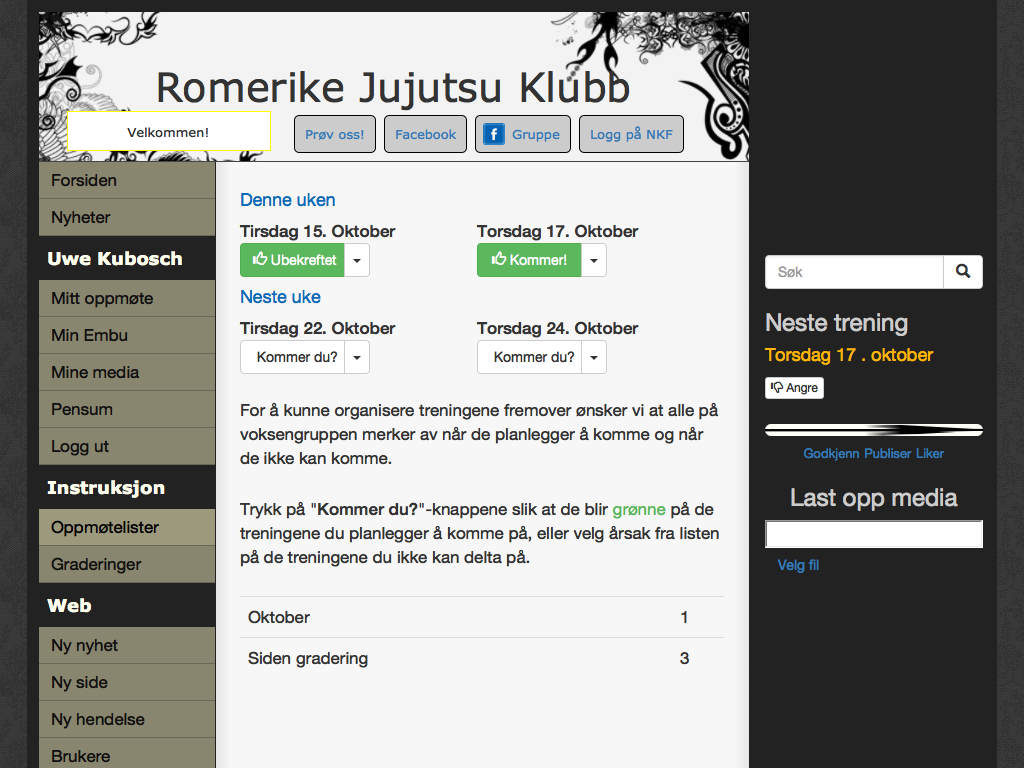 Romerike Jujutsu Klubb
Velkommen!
Prøv oss!
Facebook
f Gruppe
Logg på NKF
Forsiden
Nyheter
Uwe Kubosch
Mitt oppmøte
Min Embu
Mine media
Pensum
Logg ut
Instruksjon
Oppmøtelister
Graderinger
Web
Ny nyhet
Ny side
Ny hendelse
Brukere
Denne uken
Tirsdag 15. Oktober
Torsdag 17. Oktober
Ubekreftet
Kommer!
Neste uke
Tirsdag 22. Oktober
Torsdag 24. Oktober
Kommer du?
Kommer du?
For å kunne organisere treningene fremover ønsker vi at alle på
voksengruppen merker av når de planlegger å komme og når
de ikke kan komme.
Trykk på "Kommer du?"-knappene slik at de blir grønne på de
treningene du planlegger å komme på, eller velg årsak fra listen
på de treningene du ikke kan delta på.
Oktober 1
Siden gradering 3
Søk
Neste trening
Torsdag 17 . oktober
Angre
Godkjenn Publiser Liker
Last opp media
Velg fil